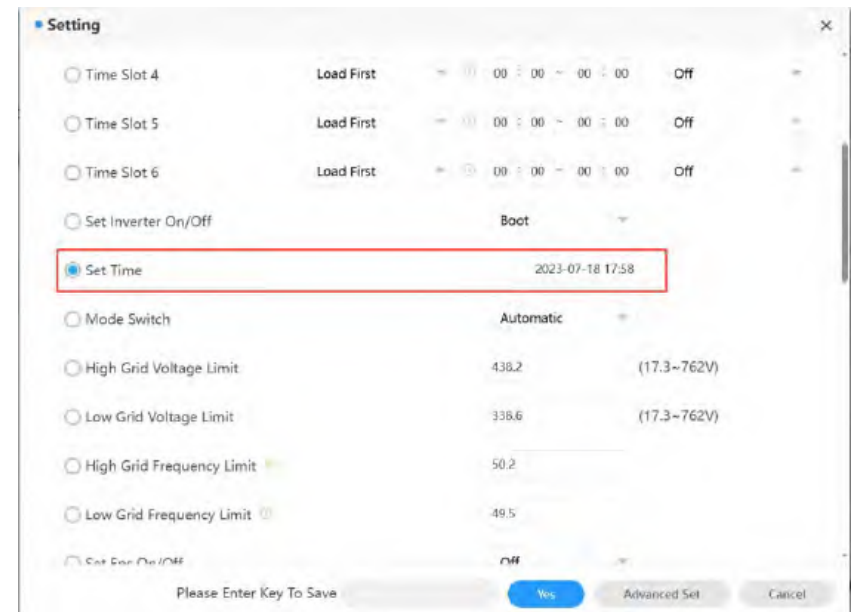 Setting
Time Slot 4 Load First 00 : 00 ~ 00 : 00 Off
Time Slot 5 Load First 00 : 00 ~ 00 : 00 Off
Time Slot 6 Load First 00 : 00 ~ 00 : 00 Off
Set Inverter On/Off Boot
Set Time 2023-07-18 17:58
Mode Switch Automatic
High Grid Voltage Limit 438.2 (17.3~762V)
Low Grid Voltage Limit 338.6 (17.3~762V)
High Grid Frequency Limit 50.2
Low Grid Frequency Limit 49.5
Set On/Off Off
Please Enter Key To Save Yes Advanced Set Cancel